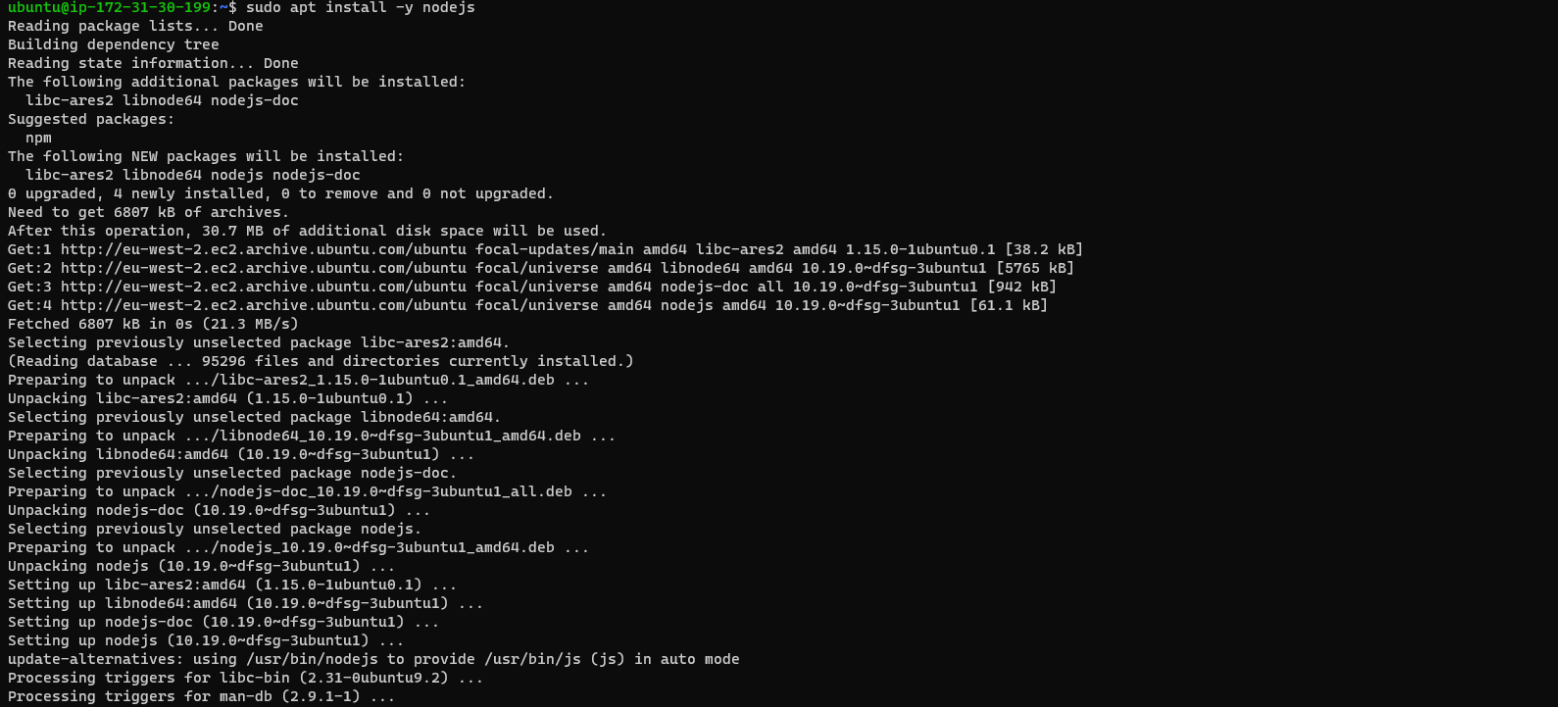 ubuntu@ip-172-31-30-199:~$ sudo apt install -y nodejs
Reading package lists... Done
Building dependency tree
Reading state information... Done
The following additional packages will be installed:
  libc-ares2 libnode64 nodejs-doc
Suggested packages:
  npm
The following NEW packages will be installed:
  libc-ares2 libnode64 nodejs nodejs-doc
0 upgraded, 4 newly installed, 0 to remove and 0 not upgraded.
Need to get 6807 kB of archives.
After this operation, 30.7 MB of additional disk space will be used.
Get:1 http://eu-west-2.ec2.archive.ubuntu.com/ubuntu focal-updates/main amd64 libc-ares2 amd64 1.15.0-1ubuntu0.1 [38.2 kB]
Get:2 http://eu-west-2.ec2.archive.ubuntu.com/ubuntu focal/universe amd64 libnode64 amd64 10.19.0~dfsg-3ubuntu1 [5765 kB]
Get:3 http://eu-west-2.ec2.archive.ubuntu.com/ubuntu focal/universe amd64 nodejs-doc all 10.19.0~dfsg-3ubuntu1 [942 kB]
Get:4 http://eu-west-2.ec2.archive.ubuntu.com/ubuntu focal/universe amd64 nodejs amd64 10.19.0~dfsg-3ubuntu1 [61.1 kB]
Fetched 6807 kB in 0s (21.3 MB/s)
Selecting previously unselected package libc-ares2:amd64.
(Reading database ... 95296 files and directories currently installed.)
Preparing to unpack .../libc-ares2_1.15.0-1ubuntu0.1_amd64.deb ...
Unpacking libc-ares2:amd64 (1.15.0-1ubuntu0.1) ...
Selecting previously unselected package libnode64:amd64.
Preparing to unpack .../libnode64_10.19.0~dfsg-3ubuntu1_amd64.deb ...
Unpacking libnode64:amd64 (10.19.0~dfsg-3ubuntu1) ...
Selecting previously unselected package nodejs-doc.
Preparing to unpack .../nodejs-doc_10.19.0~dfsg-3ubuntu1_all.deb ...
Unpacking nodejs-doc (10.19.0~dfsg-3ubuntu1) ...
Selecting previously unselected package nodejs.
Preparing to unpack .../nodejs_10.19.0~dfsg-3ubuntu1_amd64.deb ...
Unpacking nodejs (10.19.0~dfsg-3ubuntu1) ...
Setting up libc-ares2:amd64 (1.15.0-1ubuntu0.1) ...
Setting up libnode64:amd64 (10.19.0~dfsg-3ubuntu1) ...
Setting up nodejs-doc (10.19.0~dfsg-3ubuntu1) ...
Setting up nodejs (10.19.0~dfsg-3ubuntu1) ...
update-alternatives: using /usr/bin/nodejs to provide /usr/bin/js (js) in auto mode
Processing triggers for libc-bin (2.31-0ubuntu9.2) ...
Processing triggers for man-db (2.9.1-1) ...